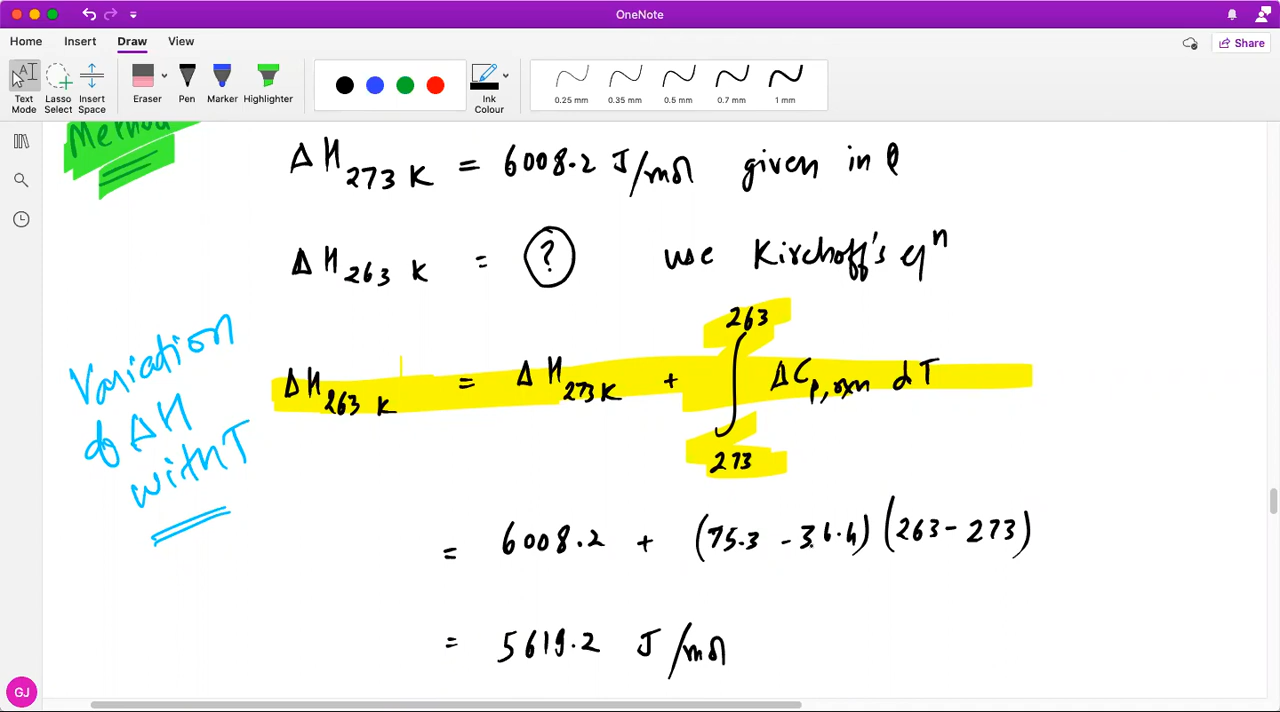 OneNote
Home Insert Draw View
Share
Text Mode
Lasso Select
Insert Space
Eraser
Pen
Marker
Highlighter
Ink Colour
0.25 mm 0.35 mm 0.5 mm 0.7 mm 1 mm
Method
ΔH273 K = 6008.2 J/mol given in Q
ΔH263 K = ? use Kirchoff's eqn
Variation of ΔH with T
ΔH263 K = ΔH273K + ∫ 263 273 ΔCp,rxn dT
= 6008.2 + (75.3 - 36.4) (263 - 273)
= 5619.2 J/mol
GJ